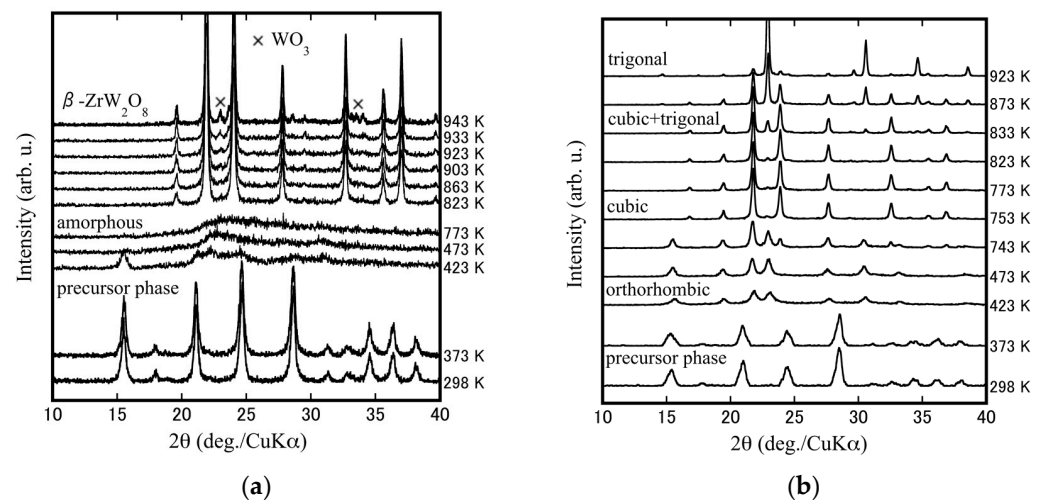 × WO3
β-ZrW2O8
943 K
933 K
923 K
903 K
863 K
823 K
amorphous
773 K
473 K
423 K
precursor phase
373 K
298 K
Intensity (arb. u.)
10 15 20 25 30 35 40
2θ (deg./CuKα)
(a)
trigonal
923 K
873 K
cubic+trigonal
833 K
823 K
773 K
cubic
753 K
743 K
473 K
orthorhombic
423 K
373 K
precursor phase
298 K
Intensity (arb. u.)
10 15 20 25 30 35 40
2θ (deg./CuKα)
(b)